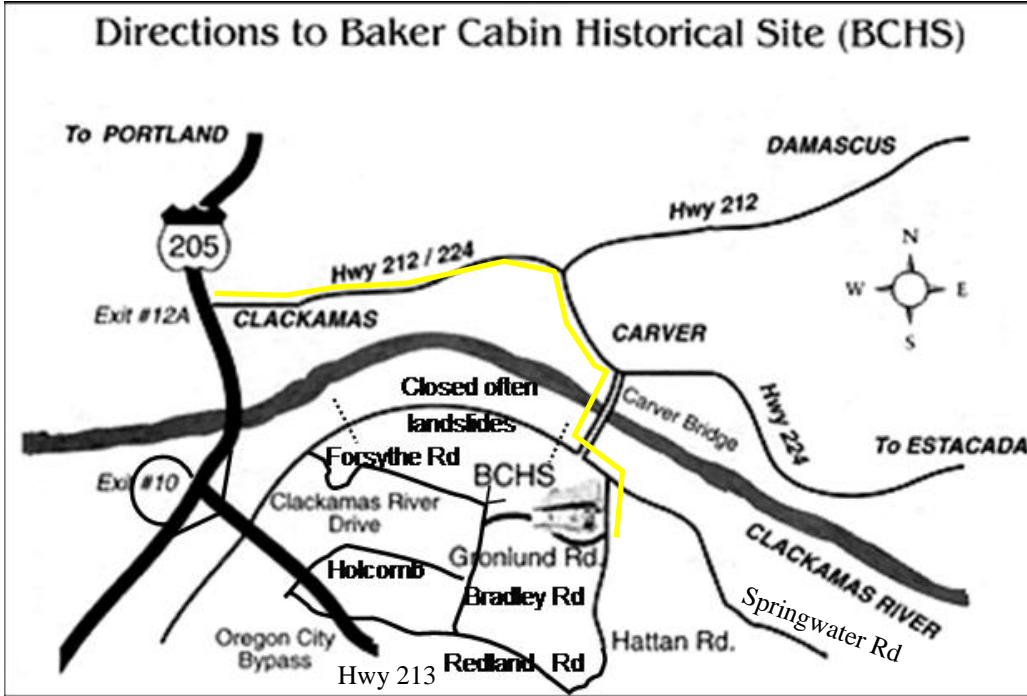 Directions to Baker Cabin Historical Site (BCHS)
To PORTLAND
DAMASCUS
Hwy 212
205
N
Hwy 212 / 224
W E
Exit #12A
CLACKAMAS
CARVER
S
Closed often
landslides
Carver Bridge
Hwy 224
To ESTACADA
Forsythe Rd
BCHS
Exit #10
Clackamas River
Drive
Gronlund Rd.
CLACKAMAS RIVER
Holcomb
Bradley Rd
Springwater Rd
Oregon City
Bypass
Hattan Rd.
Hwy 213
Redland Rd